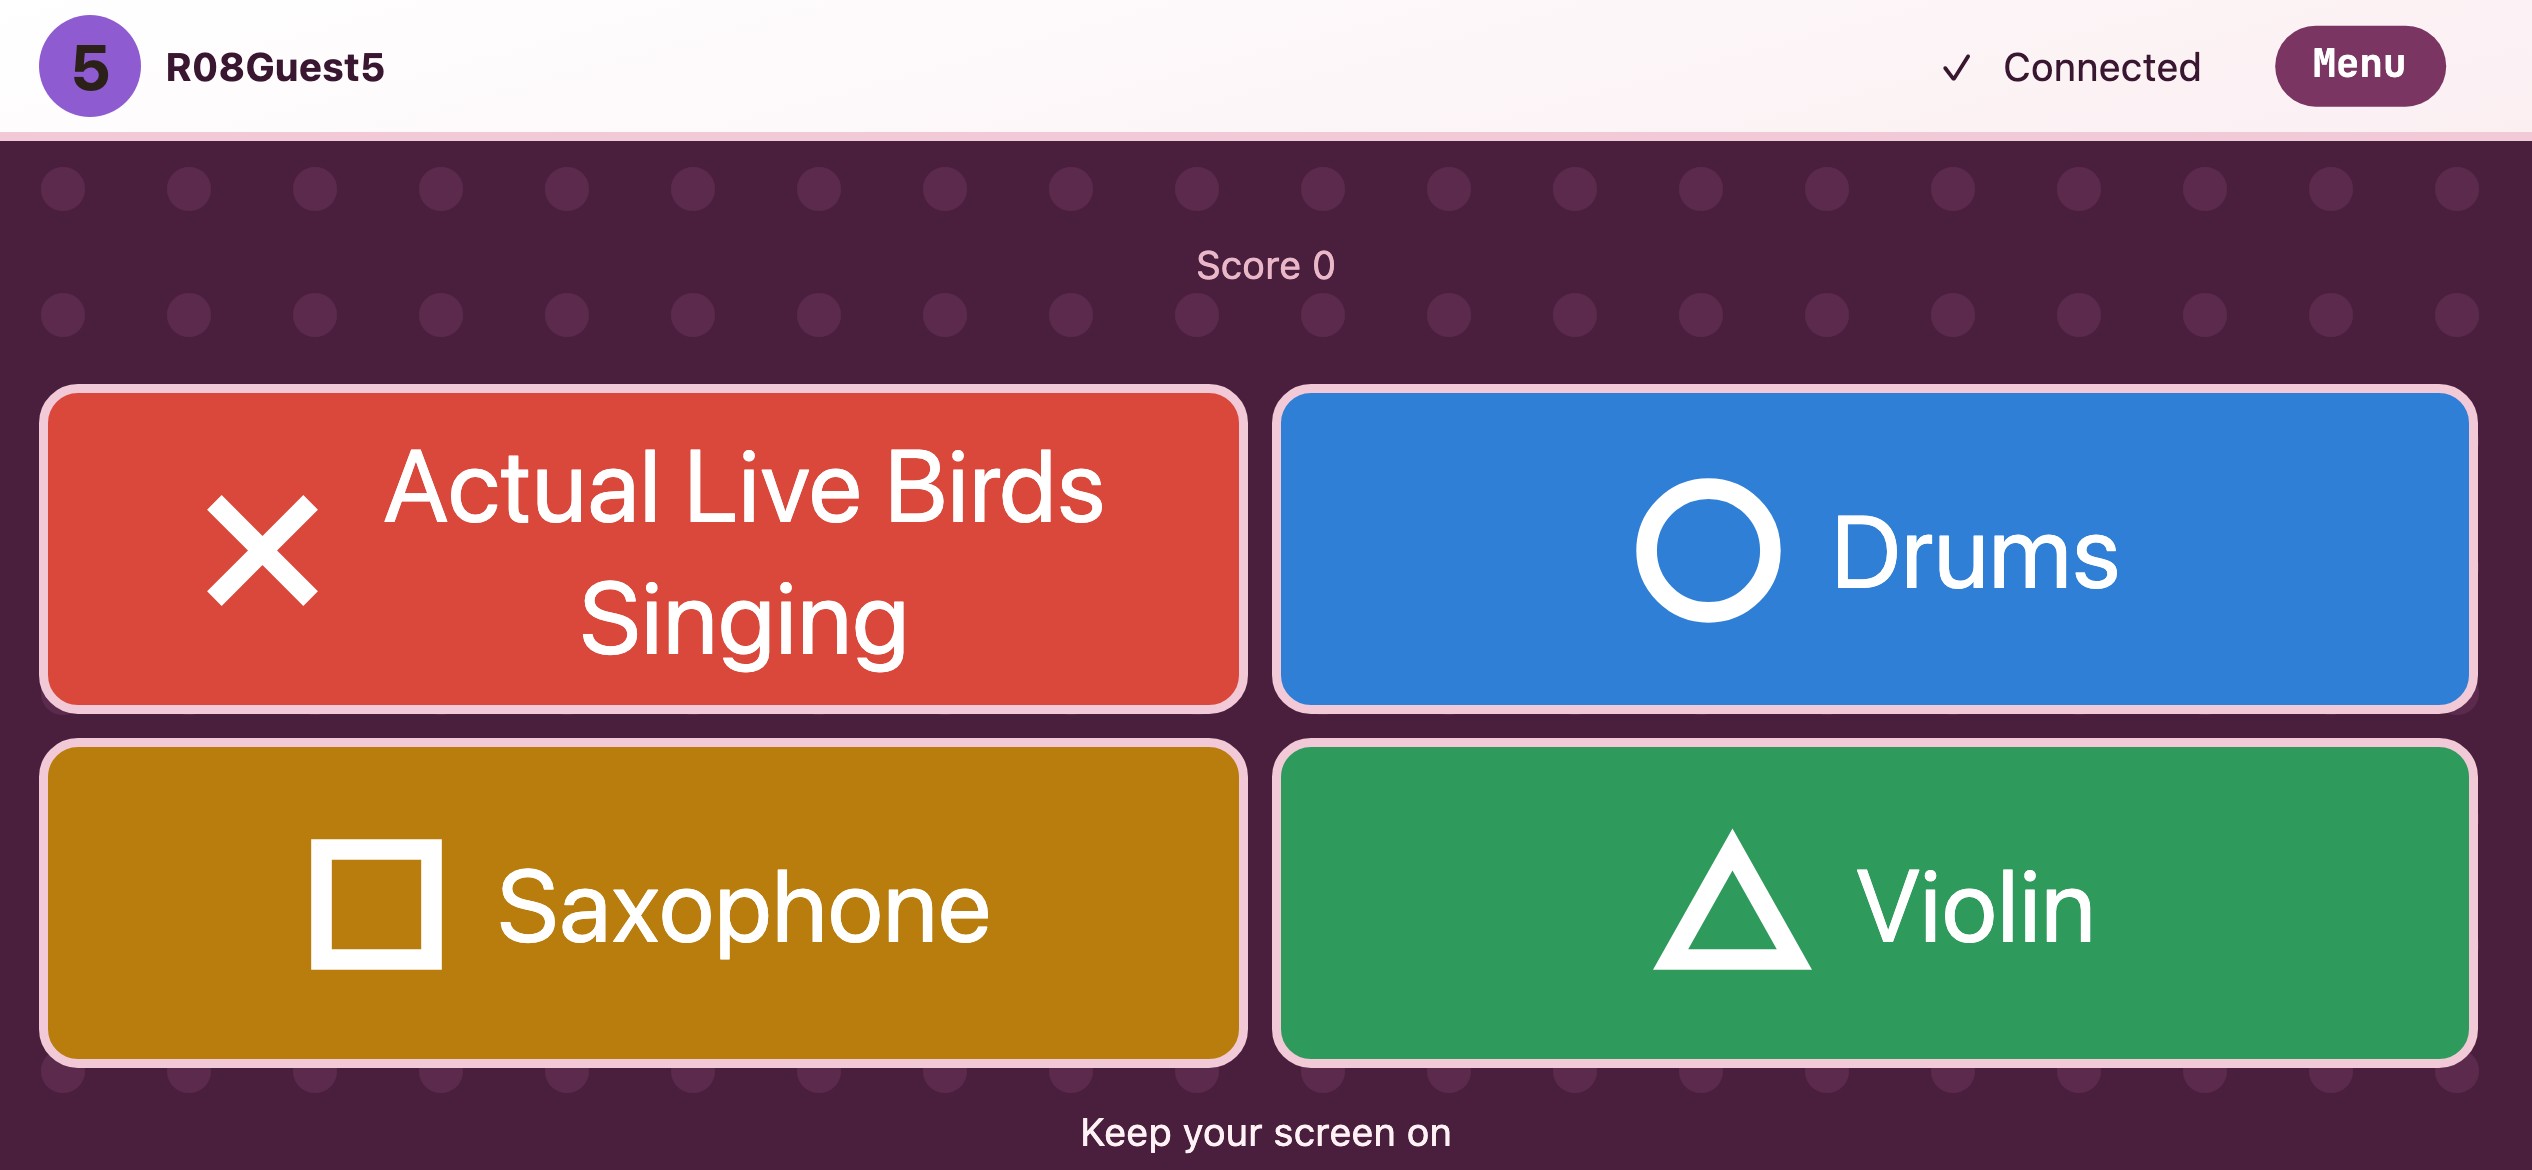 5
R08Guest5
✓ Connected
Menu
Score 0
Actual Live Birds
Singing
Drums
Saxophone
Violin
Keep your screen on